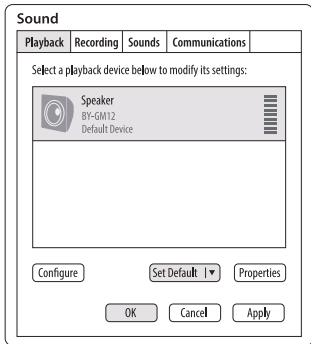 Sound
Playback Recording Sounds Communications
Select a playback device below to modify its settings:
Speaker
BY-GM12
Default Device
Configure Set Default Properties
OK Cancel Apply